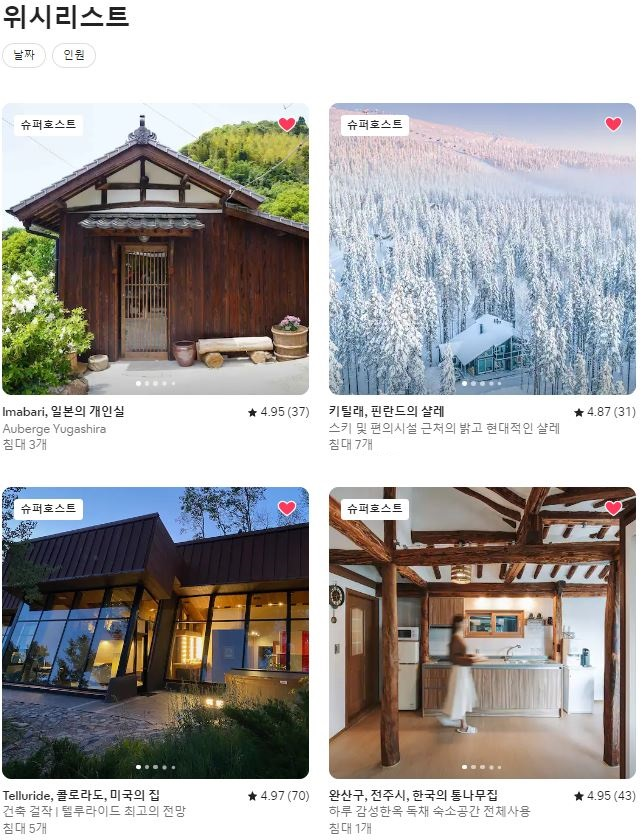 위시리스트
날짜
인원
슈퍼호스트
슈퍼호스트
Imabari, 일본의 개인실
★ 4.95 (37)
Auberge Yugashira
침대 3개
키틸래, 핀란드의 샬레
★ 4.87 (31)
스키 및 편의시설 근처의 밝고 현대적인 샬레
침대 7개
슈퍼호스트
슈퍼호스트
Telluride, 콜로라도, 미국의 집
★ 4.97 (70)
건축 걸작 | 텔루라이드 최고의 전망
침대 5개
완산구, 전주시, 한국의 통나무집
★ 4.95 (43)
하루 감성한옥 독채 숙소공간 전체사용
침대 1개